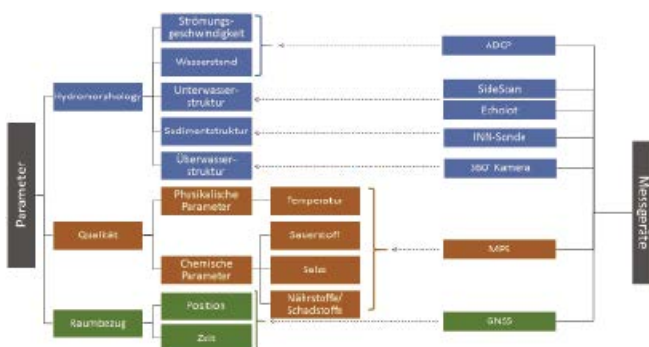 Strömungs-
geschwindigkeit
ADCP
Wasserstand
Hydromorphology
Unterwasser-
struktur
SideScan
Echolot
Sedimentstruktur
INN-Sonde
Überwasser-
struktur
360° Kamera
Parameter
Messgeräte
Physikalische
Parameter
Temperatur
Qualität
Sauerstoff
MPS
Chemische
Parameter
Salze
Nährstoffe/
Schadstoffe
Raumbezug
Position
GNSS
Zeit